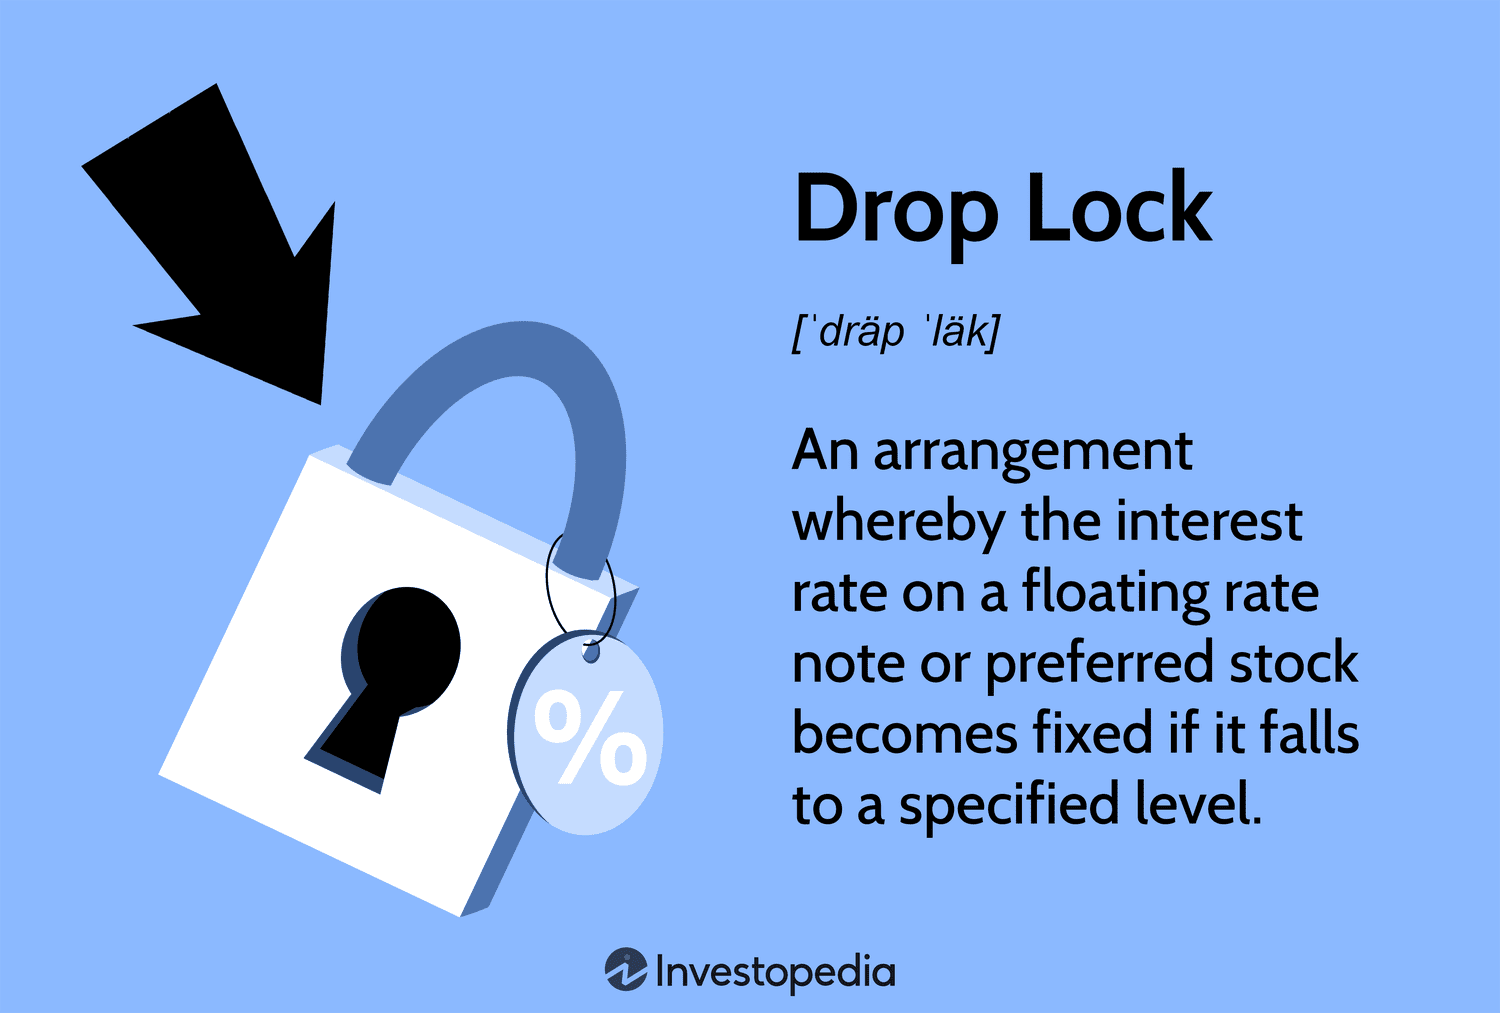 Drop Lock
[ˈdräp ˈläk]
An arrangement
whereby the interest
rate on a floating rate
note or preferred stock
becomes fixed if it falls
to a specified level.
%
Investopedia